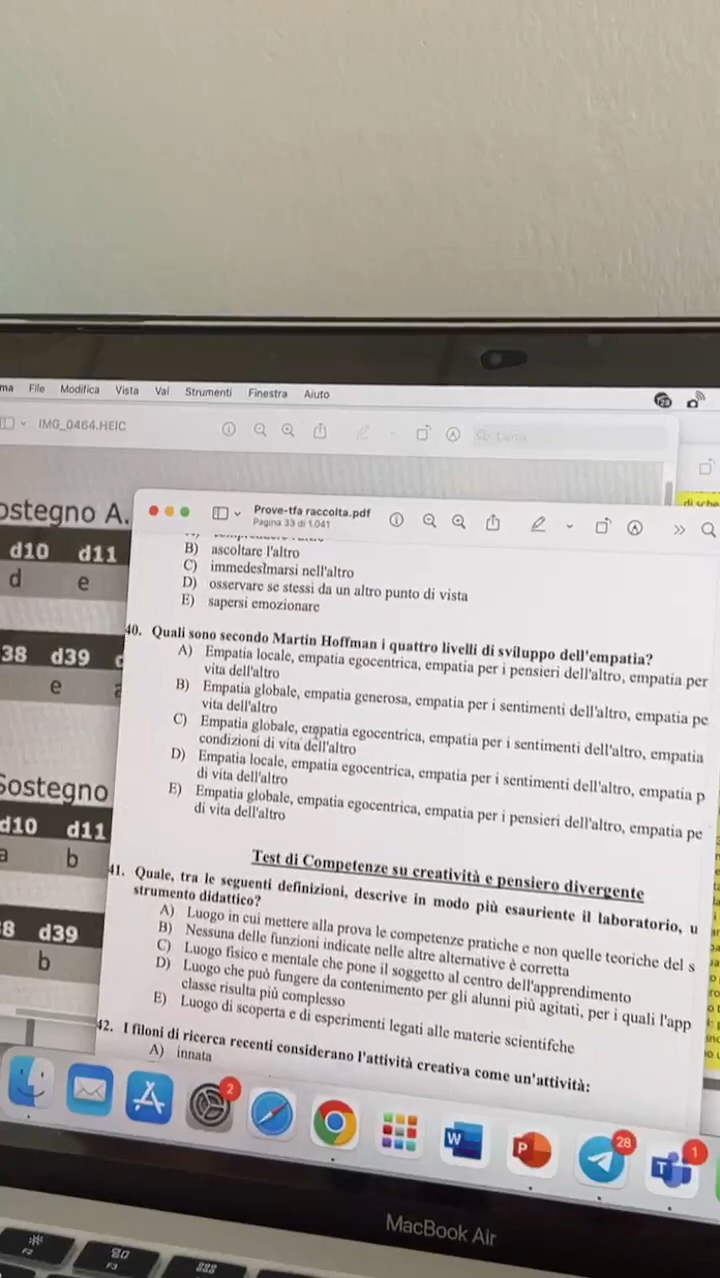 File Modifica Vista Vai Strumenti Finestra Aiuto
IMG_0464.HEIC
Cerca
ostegno A.
d10 d11
d e
38 d39
e
Sostegno
d10 d11
a b
8 d39
b
Prove-tfa raccolta.pdf
Pagina 33 di 1.041
B) ascoltare l'altro
C) immedesimarsi nell'altro
D) osservare se stessi da un altro punto di vista
E) sapersi emozionare
40. Quali sono secondo Martin Hoffman i quattro livelli di sviluppo dell'empatia?
A) Empatia locale, empatia egocentrica, empatia per i pensieri dell'altro, empatia per
vita dell'altro
B) Empatia globale, empatia generosa, empatia per i sentimenti dell'altro, empatia pe
vita dell'altro
C) Empatia globale, empatia egocentrica, empatia per i sentimenti dell'altro, empatia
condizioni di vita dell'altro
D) Empatia locale, empatia egocentrica, empatia per i sentimenti dell'altro, empatia p
di vita dell'altro
E) Empatia globale, empatia egocentrica, empatia per i pensieri dell'altro, empatia pe
di vita dell'altro
Test di Competenze su creatività e pensiero divergente
41. Quale, tra le seguenti definizioni, descrive in modo più esauriente il laboratorio, u
strumento didattico?
A) Luogo in cui mettere alla prova le competenze pratiche e non quelle teoriche del s
B) Nessuna delle funzioni indicate nelle altre alternative è corretta
C) Luogo fisico e mentale che pone il soggetto al centro dell'apprendimento
D) Luogo che può fungere da contenimento per gli alunni più agitati, per i quali l'app
classe risulta più complesso
E) Luogo di scoperta e di esperimenti legati alle materie scientifche
42. I filoni di ricerca recenti considerano l'attività creativa come un'attività:
A) innata
2
W
P
28
T
1
MacBook Air
F2
F3